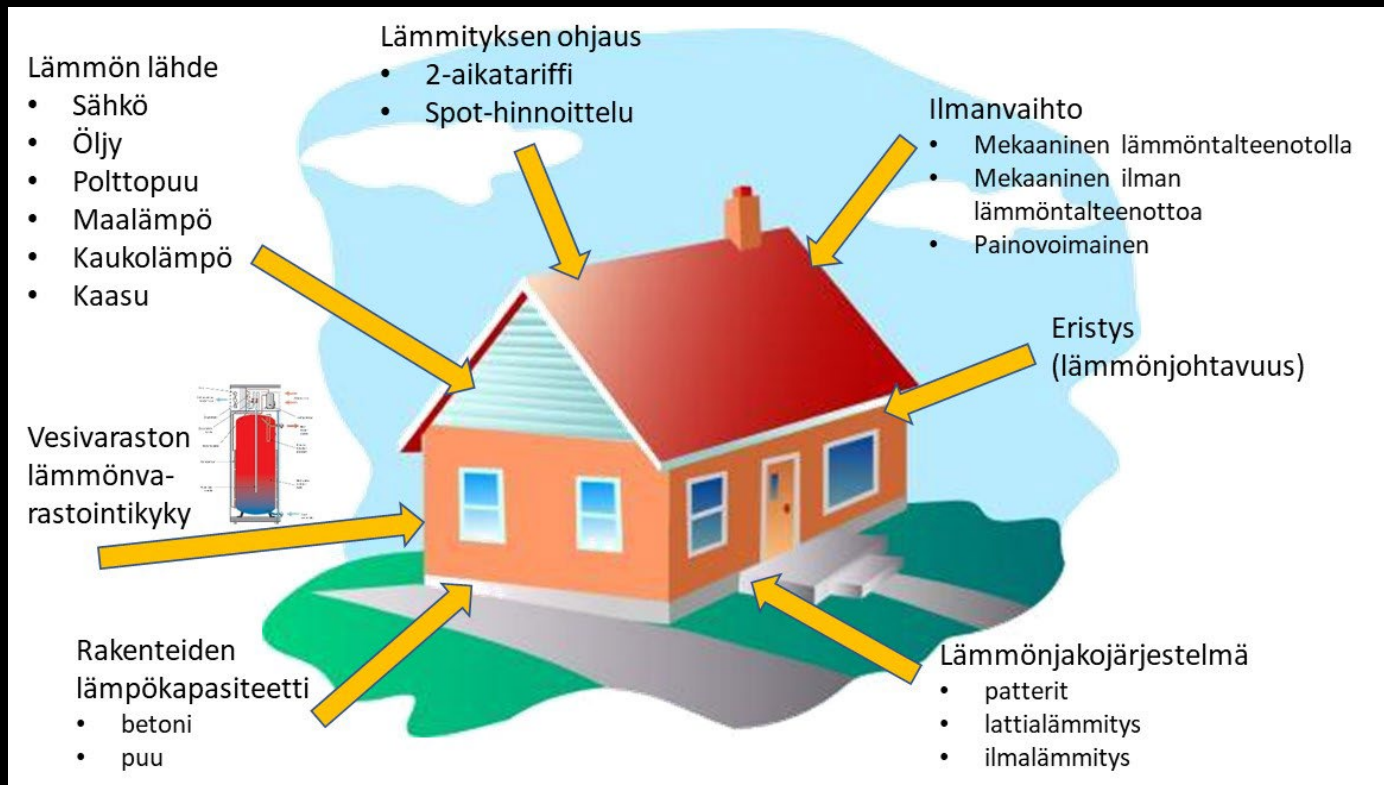 Lämmön lähde
• Sähkö
• Öljy
• Polttopuu
• Maalämpö
• Kaukolämpö
• Kaasu
Lämmityksen ohjaus
• 2-aikatariffi
• Spot-hinnoittelu
Ilmanvaihto
• Mekaaninen lämmöntalteenotolla
• Mekaaninen ilman
lämmöntalteenottoa
• Painovoimainen
Eristys
(lämmönjohtavuus)
Vesivaraston
lämmönva-
rastointikyky
Rakenteiden
lämpökapasiteetti
• betoni
• puu
Lämmönjakojärjestelmä
• patterit
• lattialämmitys
• ilmalämmitys